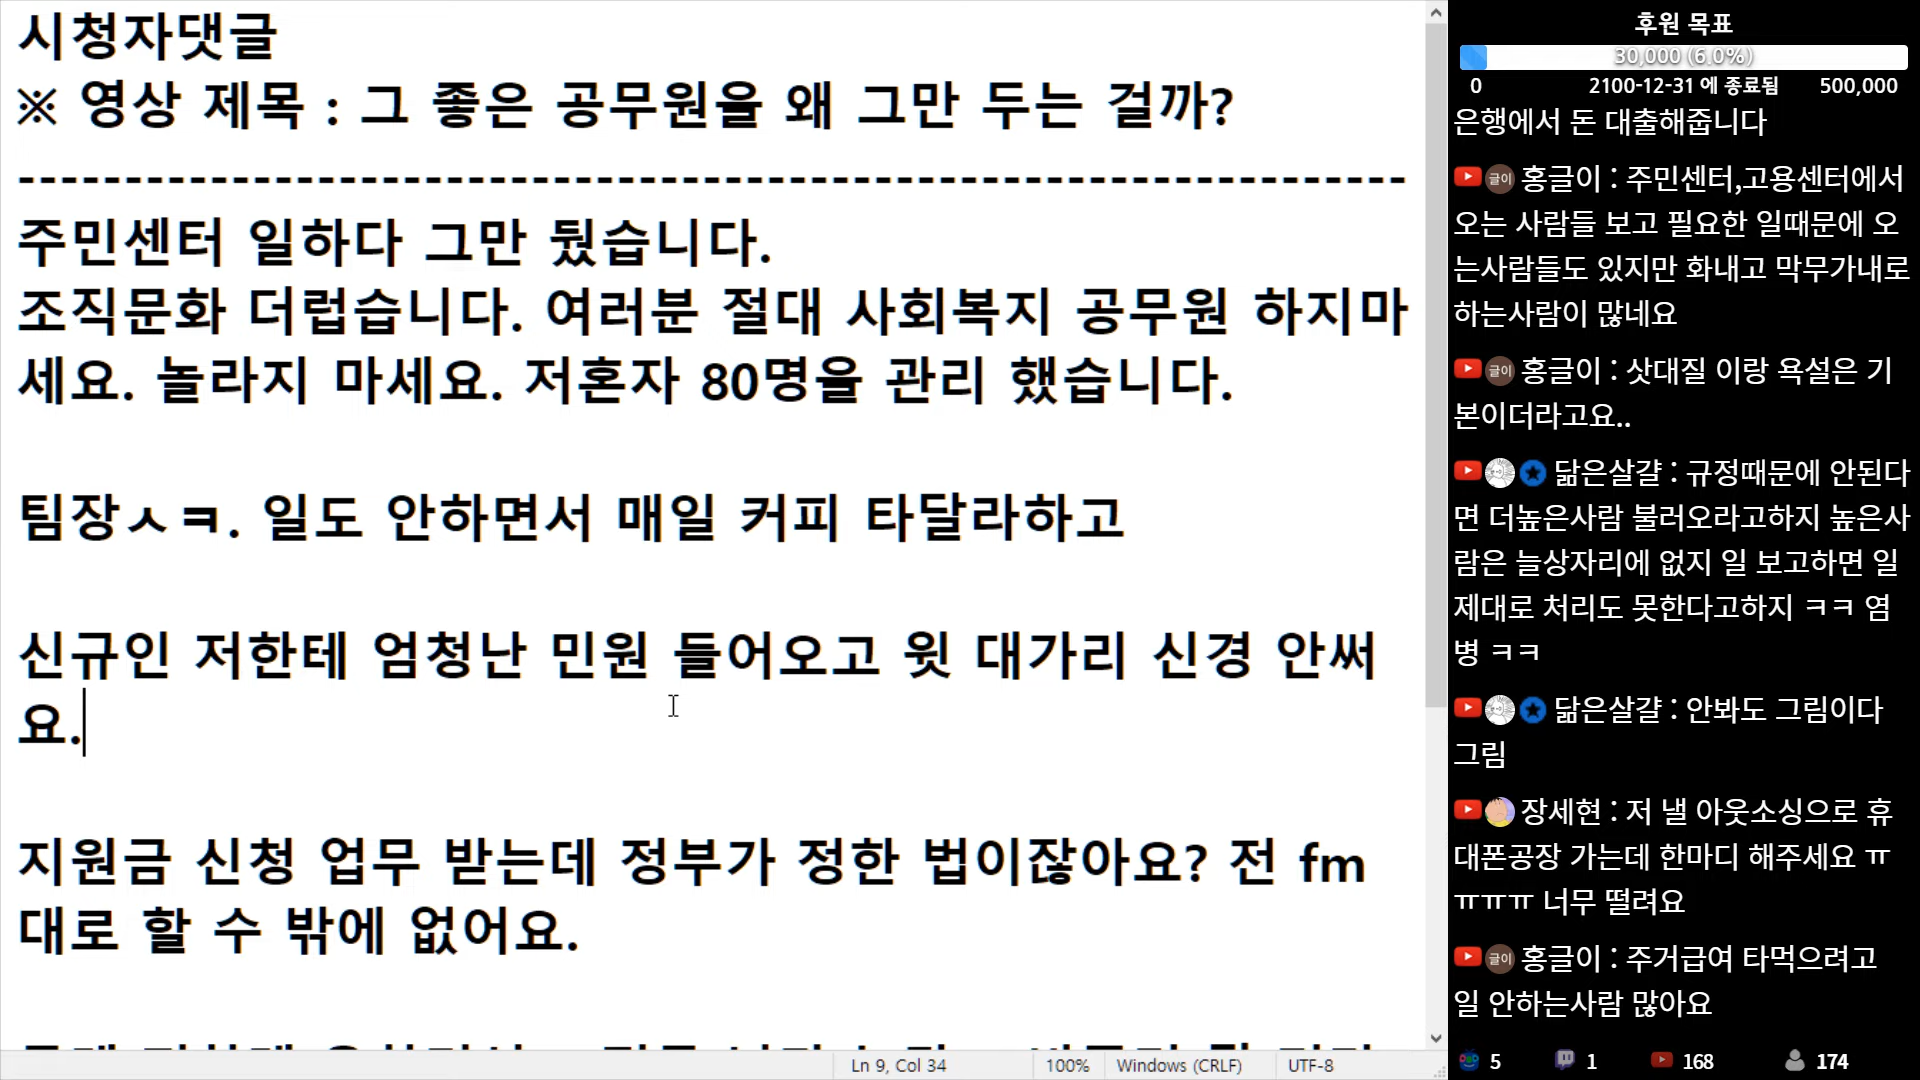 시청자댓글
※ 영상 제목 : 그 좋은 공무원을 왜 그만 두는 걸까?
------------------------------------------------------
주민센터 일하다 그만 뒀습니다.
조직문화 더럽습니다. 여러분 절대 사회복지 공무원 하지마
세요. 놀라지 마세요. 저혼자 80명을 관리 했습니다.
팀장ㅅㅋ. 일도 안하면서 매일 커피 타달라하고
신규인 저한테 엄청난 민원 들어오고 윗 대가리 신경 안써
요.
지원금 신청 업무 받는데 정부가 정한 법이잖아요? 전 fm
대로 할 수 밖에 없어요.
Ln 9, Col 34
100%
Windows (CRLF)
UTF-8
후원 목표
30,000 (6.0%)
0 2100-12-31 에 종료됨 500,000
은행에서 돈 대출해줍니다
글이 홍글이 : 주민센터,고용센터에서
오는 사람들 보고 필요한 일때문에 오
는사람들도 있지만 화내고 막무가내로
하는사람이 많네요
글이 홍글이 : 삿대질 이랑 욕설은 기
본이더라고요..
닮은살걀 : 규정때문에 안된다
면 더높은사람 불러오라고하지 높은사
람은 늘상자리에 없지 일 보고하면 일
제대로 처리도 못한다고하지 ㅋㅋ 염
병 ㅋㅋ
닮은살걀 : 안봐도 그림이다
그림
장세현 : 저 낼 아웃소싱으로 휴
대폰공장 가는데 한마디 해주세요 ㅠ
ㅠㅠㅠ 너무 떨려요
글이 홍글이 : 주거급여 타먹으려고
일 안하는사람 많아요
5 1 168 174